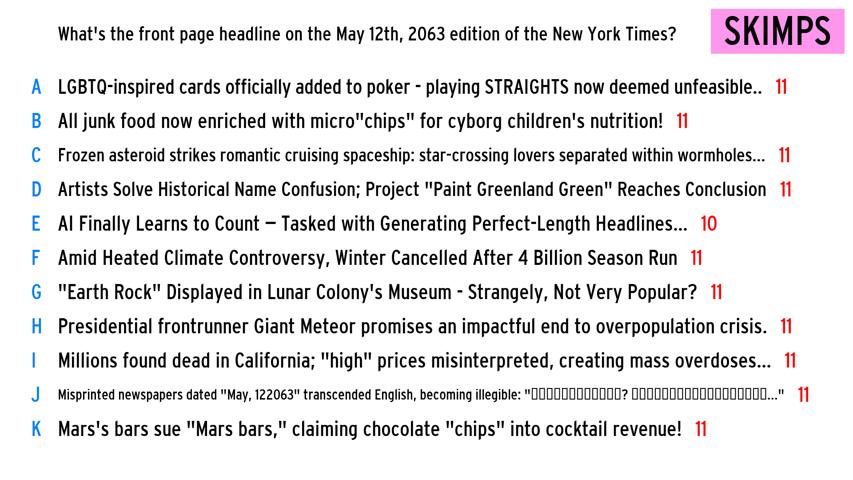 What's the front page headline on the May 12th, 2063 edition of the New York Times?
SKIMPS
A LGBTQ-inspired cards officially added to poker - playing STRAIGHTS now deemed unfeasible.. 11
B All junk food now enriched with micro"chips" for cyborg children's nutrition! 11
C Frozen asteroid strikes romantic cruising spaceship: star-crossing lovers separated within wormholes... 11
D Artists Solve Historical Name Confusion; Project "Paint Greenland Green" Reaches Conclusion 11
E AI Finally Learns to Count – Tasked with Generating Perfect-Length Headlines... 10
F Amid Heated Climate Controversy, Winter Cancelled After 4 Billion Season Run 11
G "Earth Rock" Displayed in Lunar Colony's Museum - Strangely, Not Very Popular? 11
H Presidential frontrunner Giant Meteor promises an impactful end to overpopulation crisis. 11
I Millions found dead in California; "high" prices misinterpreted, creating mass overdoses... 11
J Misprinted newspapers dated "May, 122063" transcended English, becoming illegible: "▯▯▯▯▯▯▯▯▯▯▯▯▯? ▯▯▯▯▯▯▯▯▯▯▯▯▯▯▯▯▯▯▯..." 11
K Mars's bars sue "Mars bars," claiming chocolate "chips" into cocktail revenue! 11